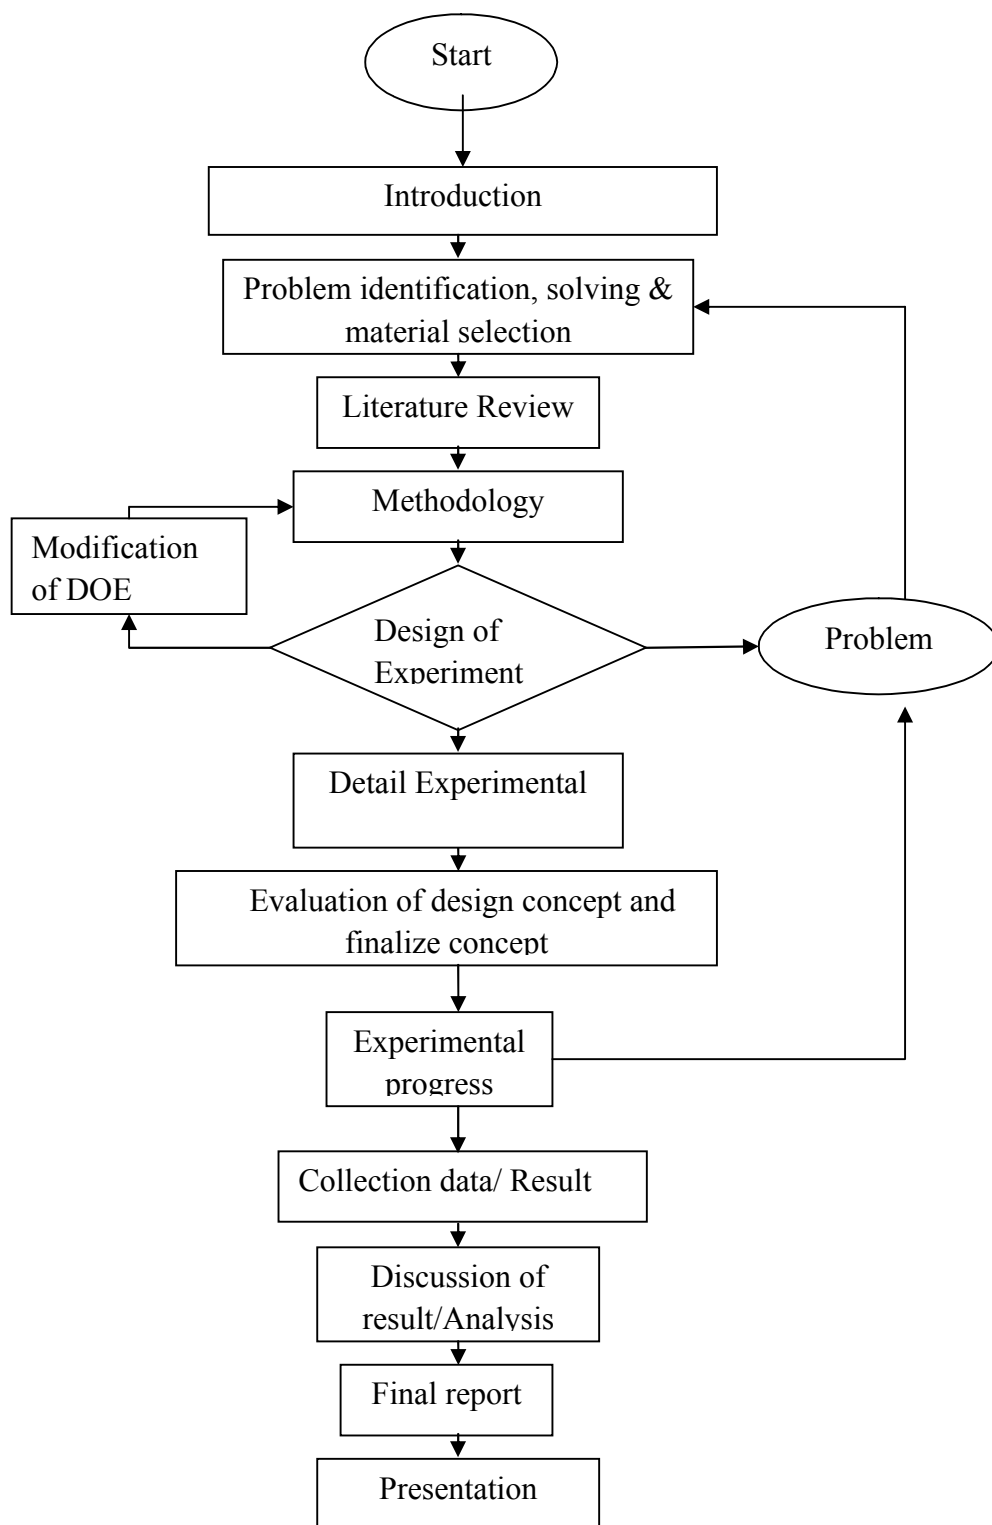 Start
Introduction
Problem identification, solving &
material selection
Literature Review
Methodology
Modification
of DOE
Design of
Experiment
Problem
Detail Experimental
Evaluation of design concept and
finalize concept
Experimental
progress
Collection data/ Result
Discussion of
result/Analysis
Final report
Presentation